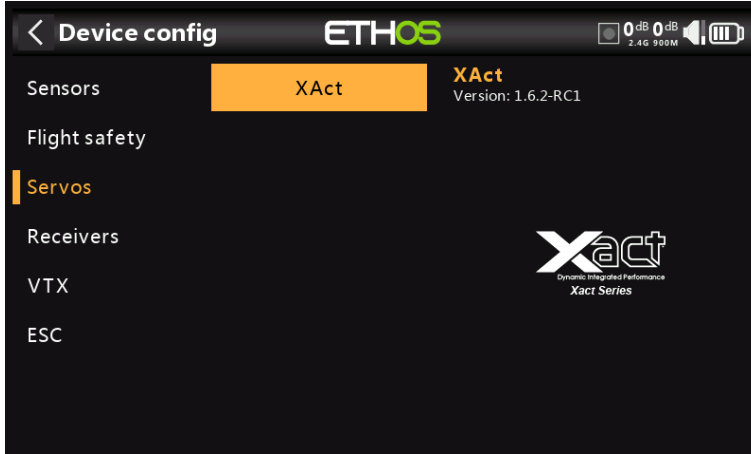 Device config
ETHOS
0dB 0dB
2.4G 900M
Sensors
Flight safety
Servos
Receivers
VTX
ESC
XAct
XAct
Version: 1.6.2-RC1
Xact
Dynamic Integrated Performance
Xact Series